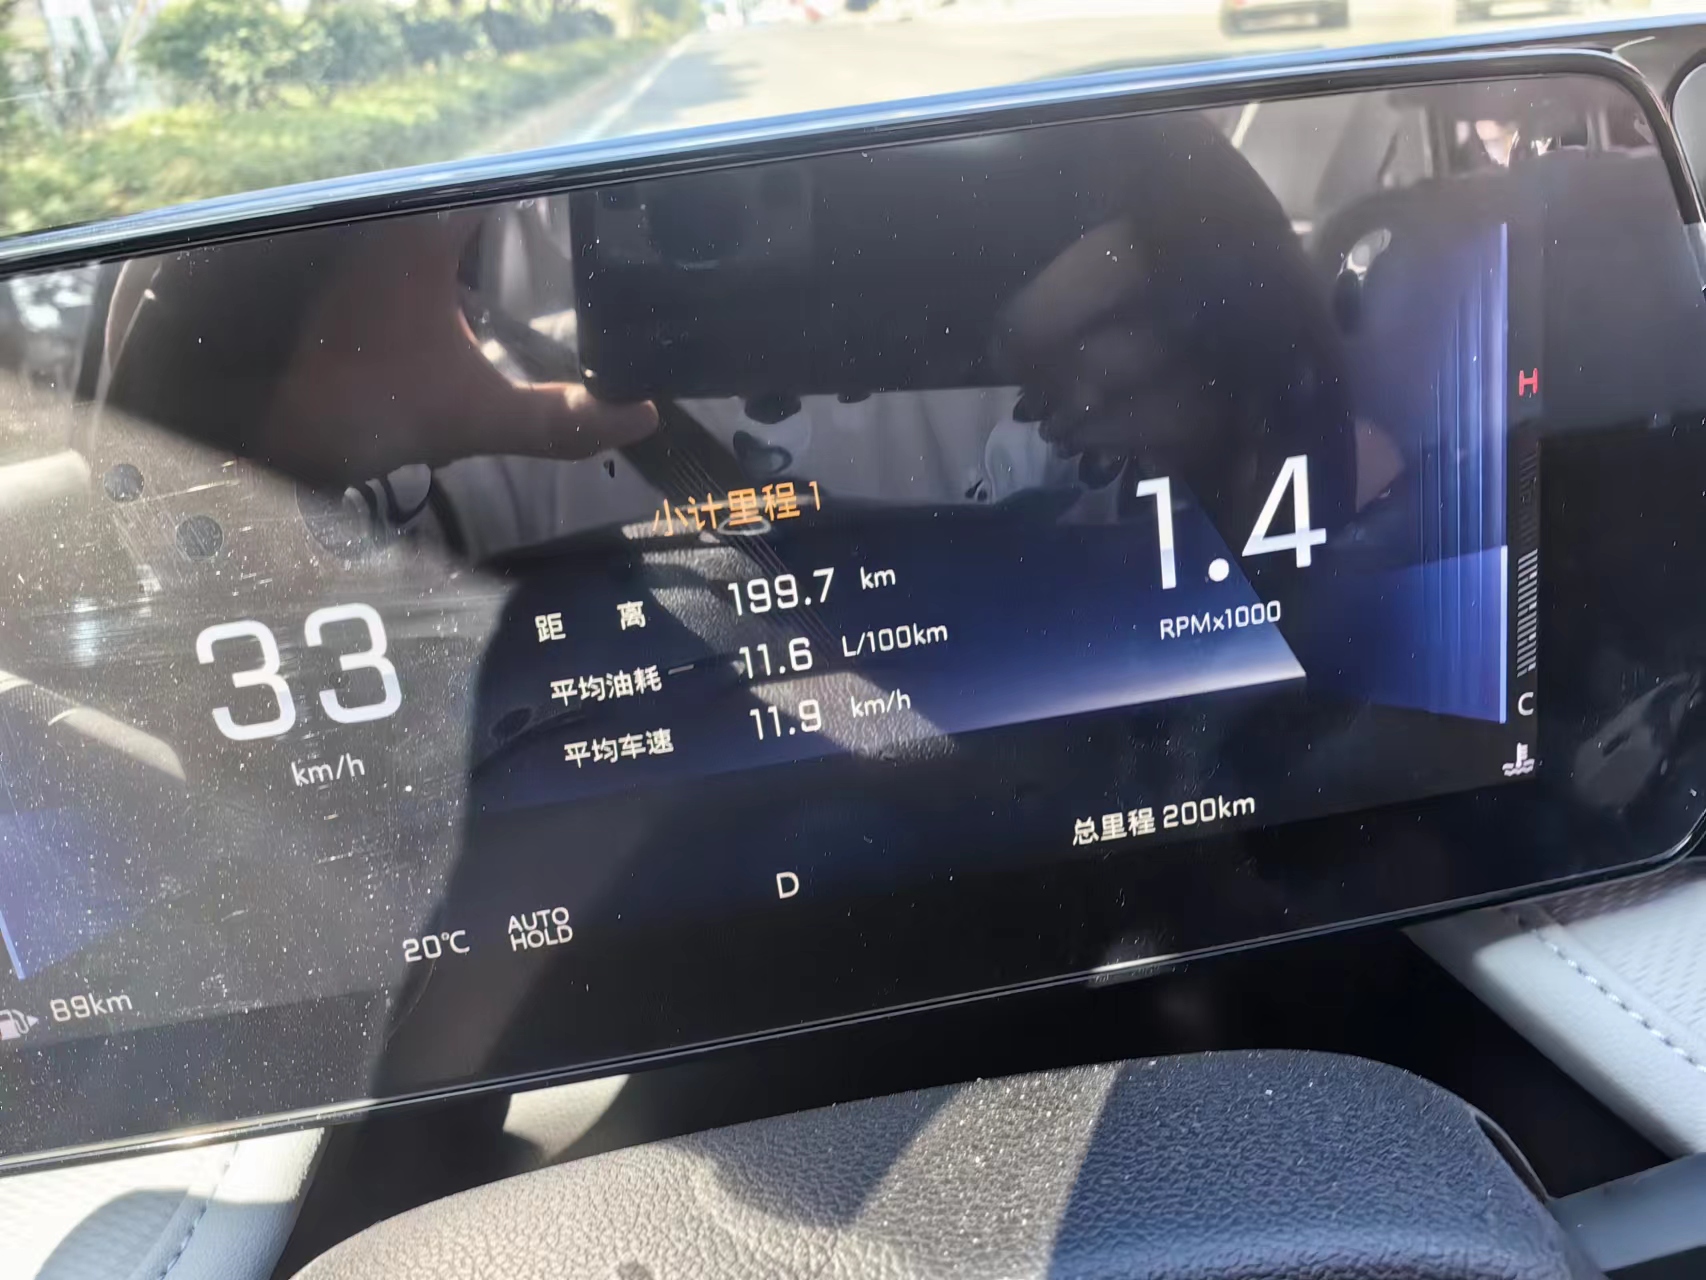 小计里程 1
距 离 199.7 km
平均油耗 11.6 L/100km
平均车速 11.9 km/h
33
km/h
1.4
RPMx1000
H
C
总里程 200km
D
20℃
AUTO
HOLD
89km